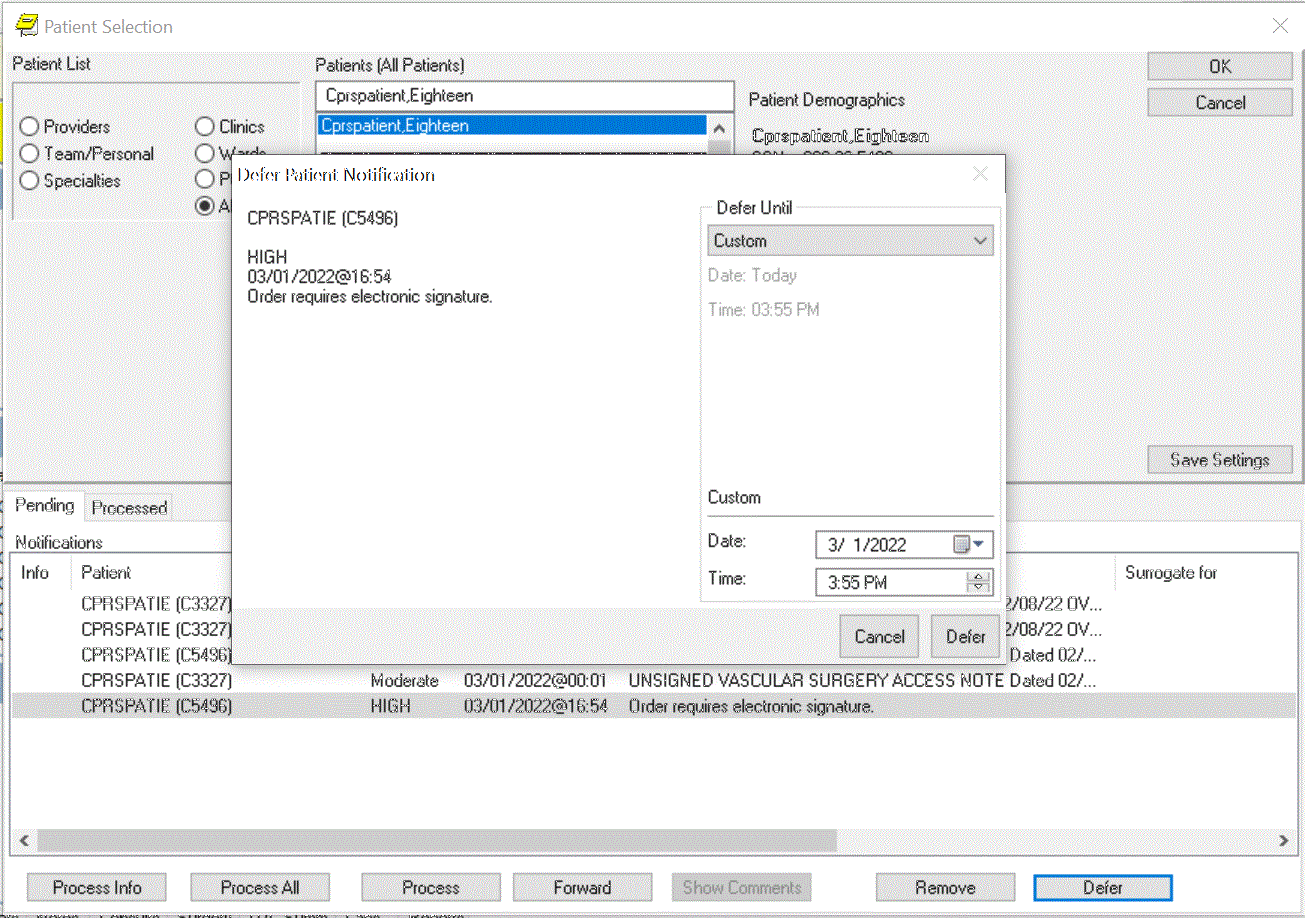 Patient Selection
Patient List
Patients (All Patients)
OK
Cprspatient,Eighteen
Patient Demographics
Cancel
Providers
Clinics
Cprspatient,Eighteen
Cprspatient,Eighteen
Team/Personal
Wards
Specialties
Defer Patient Notification
CPRSPATIE (C5496)
HIGH
03/01/2022@16:54
Order requires electronic signature.
Defer Until
Custom
Date: Today
Time: 03:55 PM
Custom
Date:
3/ 1/2022
Time:
3:55 PM
Cancel
Defer
Save Settings
Pending
Processed
Notifications
Info
Patient
Surrogate for
CPRSPATIE (C3327)
2/08/22 OV...
CPRSPATIE (C3327)
2/08/22 OV...
CPRSPATIE (C5496)
Dated 02/...
CPRSPATIE (C3327) Moderate 03/01/2022@00:01 UNSIGNED VASCULAR SURGERY ACCESS NOTE Dated 02/...
CPRSPATIE (C5496) HIGH 03/01/2022@16:54 Order requires electronic signature.
Process Info
Process All
Process
Forward
Show Comments
Remove
Defer